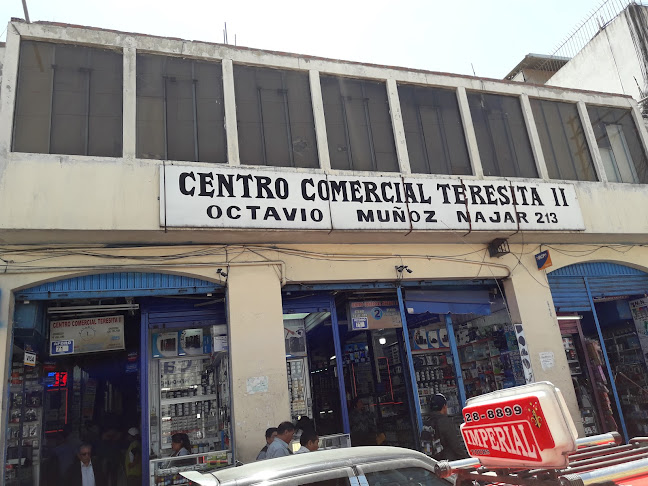 CENTRO COMERCIAL TERESITA II
OCTAVIO MUÑOZ NAJAR 213
CENTRO COMERCIAL TERESITA II
2
28-8899
IMPERIAL